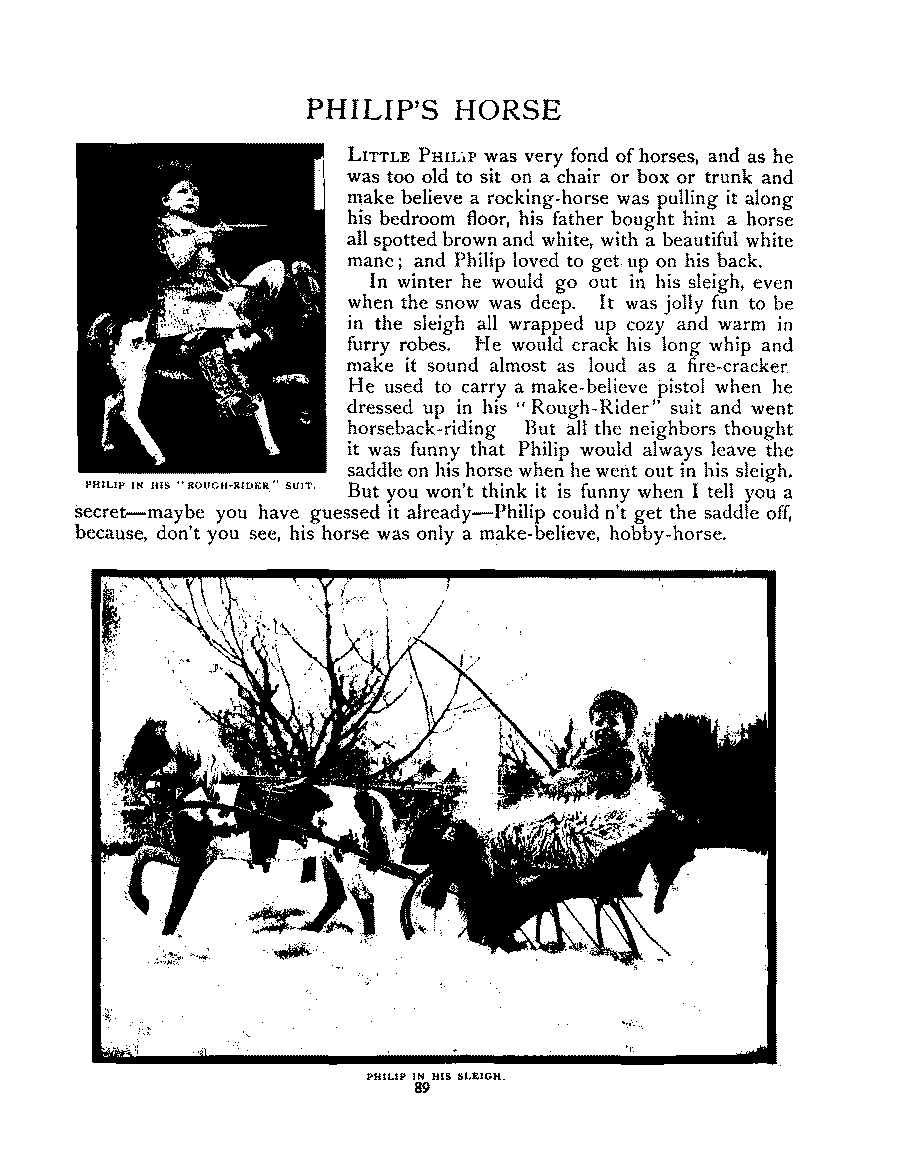 PHILIP'S HORSE
LITTLE PHILIP was very fond of horses, and as he
was too old to sit on a chair or box or trunk and
make believe a rocking-horse was pulling it along
his bedroom floor, his father bought him a horse
all spotted brown and white, with a beautiful white
mane; and Philip loved to get up on his back.
In winter he would go out in his sleigh, even
when the snow was deep. It was jolly fun to be
in the sleigh all wrapped up cozy and warm in
furry robes. He would crack his long whip and
make it sound almost as loud as a fire-cracker
He used to carry a make-believe pistol when he
dressed up in his "Rough-Rider" suit and went
horseback-riding But all the neighbors thought
it was funny that Philip would always leave the
saddle on his horse when he went out in his sleigh.
But you won't think it is funny when I tell you a
secret—maybe you have guessed it already—Philip could n't get the saddle off,
because, don't you see, his horse was only a make-believe, hobby-horse.
PHILIP IN HIS "ROUGH-RIDER" SUIT.
PHILIP IN HIS SLEIGH.
89